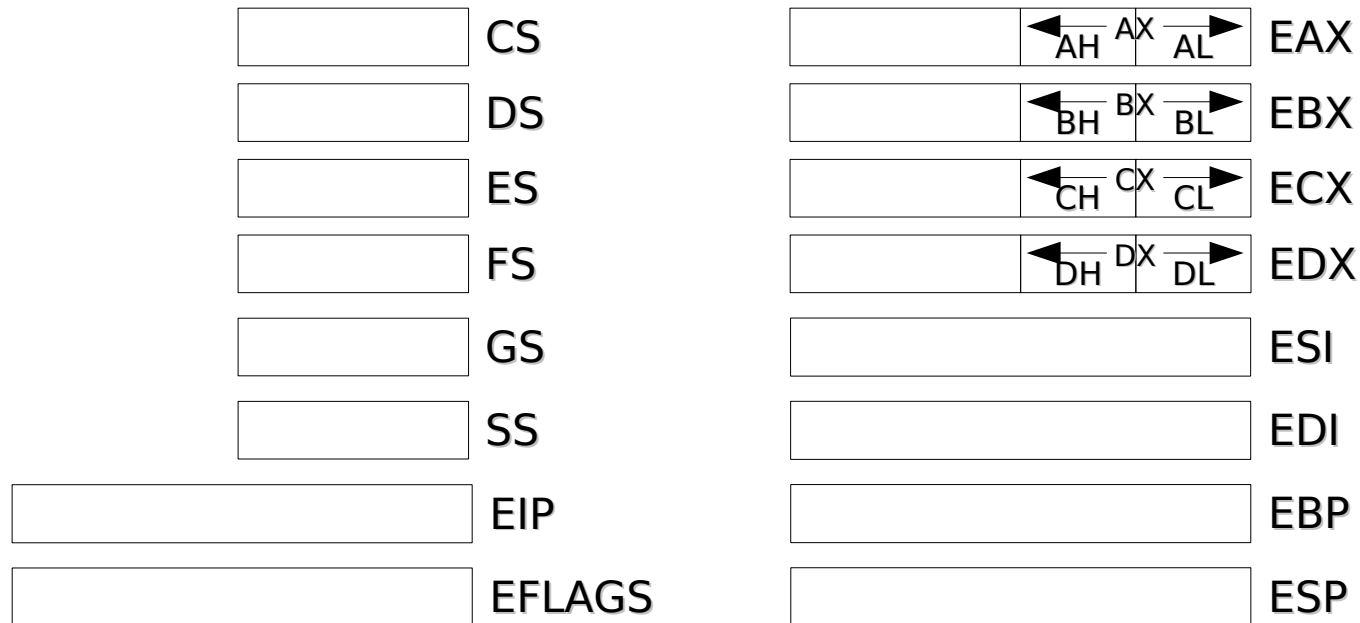 CS
DS
ES
FS
GS
SS
EIP
EFLAGS
AH AX AL EAX
BH BX BL EBX
CH CX CL ECX
DH DX DL EDX
ESI
EDI
EBP
ESP